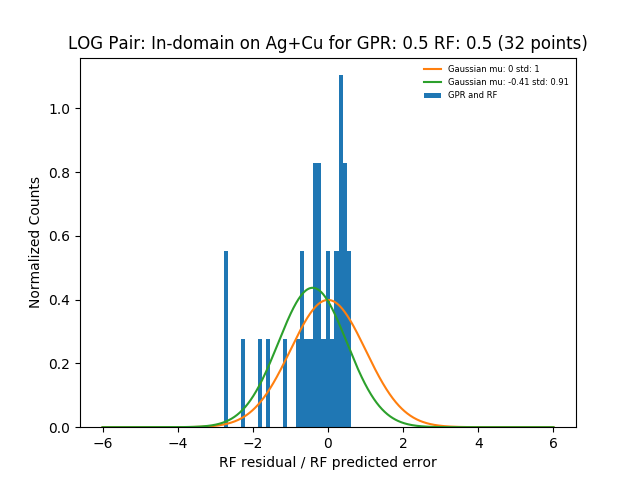 LOG Pair: In-domain on Ag+Cu for GPR: 0.5 RF: 0.5 (32 points)
Gaussian mu: 0 std: 1
Gaussian mu: -0.41 std: 0.91
GPR and RF
Normalized Counts
1.0
0.8
0.6
0.4
0.2
0.0
−6 −4 −2 0 2 4 6
RF residual / RF predicted error